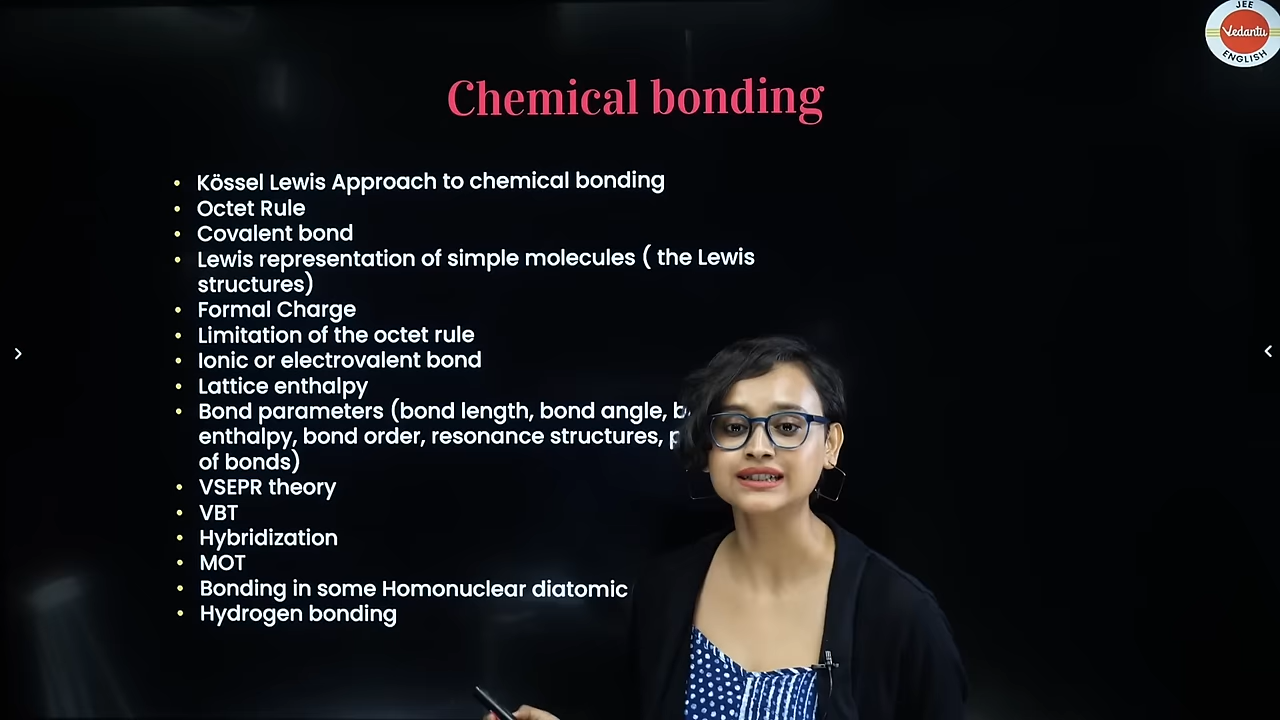 JEE
Vedantu
ENGLISH
Chemical bonding
• Kössel Lewis Approach to chemical bonding
• Octet Rule
• Covalent bond
• Lewis representation of simple molecules ( the Lewis
structures)
• Formal Charge
• Limitation of the octet rule
• Ionic or electrovalent bond
• Lattice enthalpy
• Bond parameters (bond length, bond angle,
enthalpy, bond order, resonance structures,
of bonds)
• VSEPR theory
• VBT
• Hybridization
• MOT
• Bonding in some Homonuclear diatomic
• Hydrogen bonding